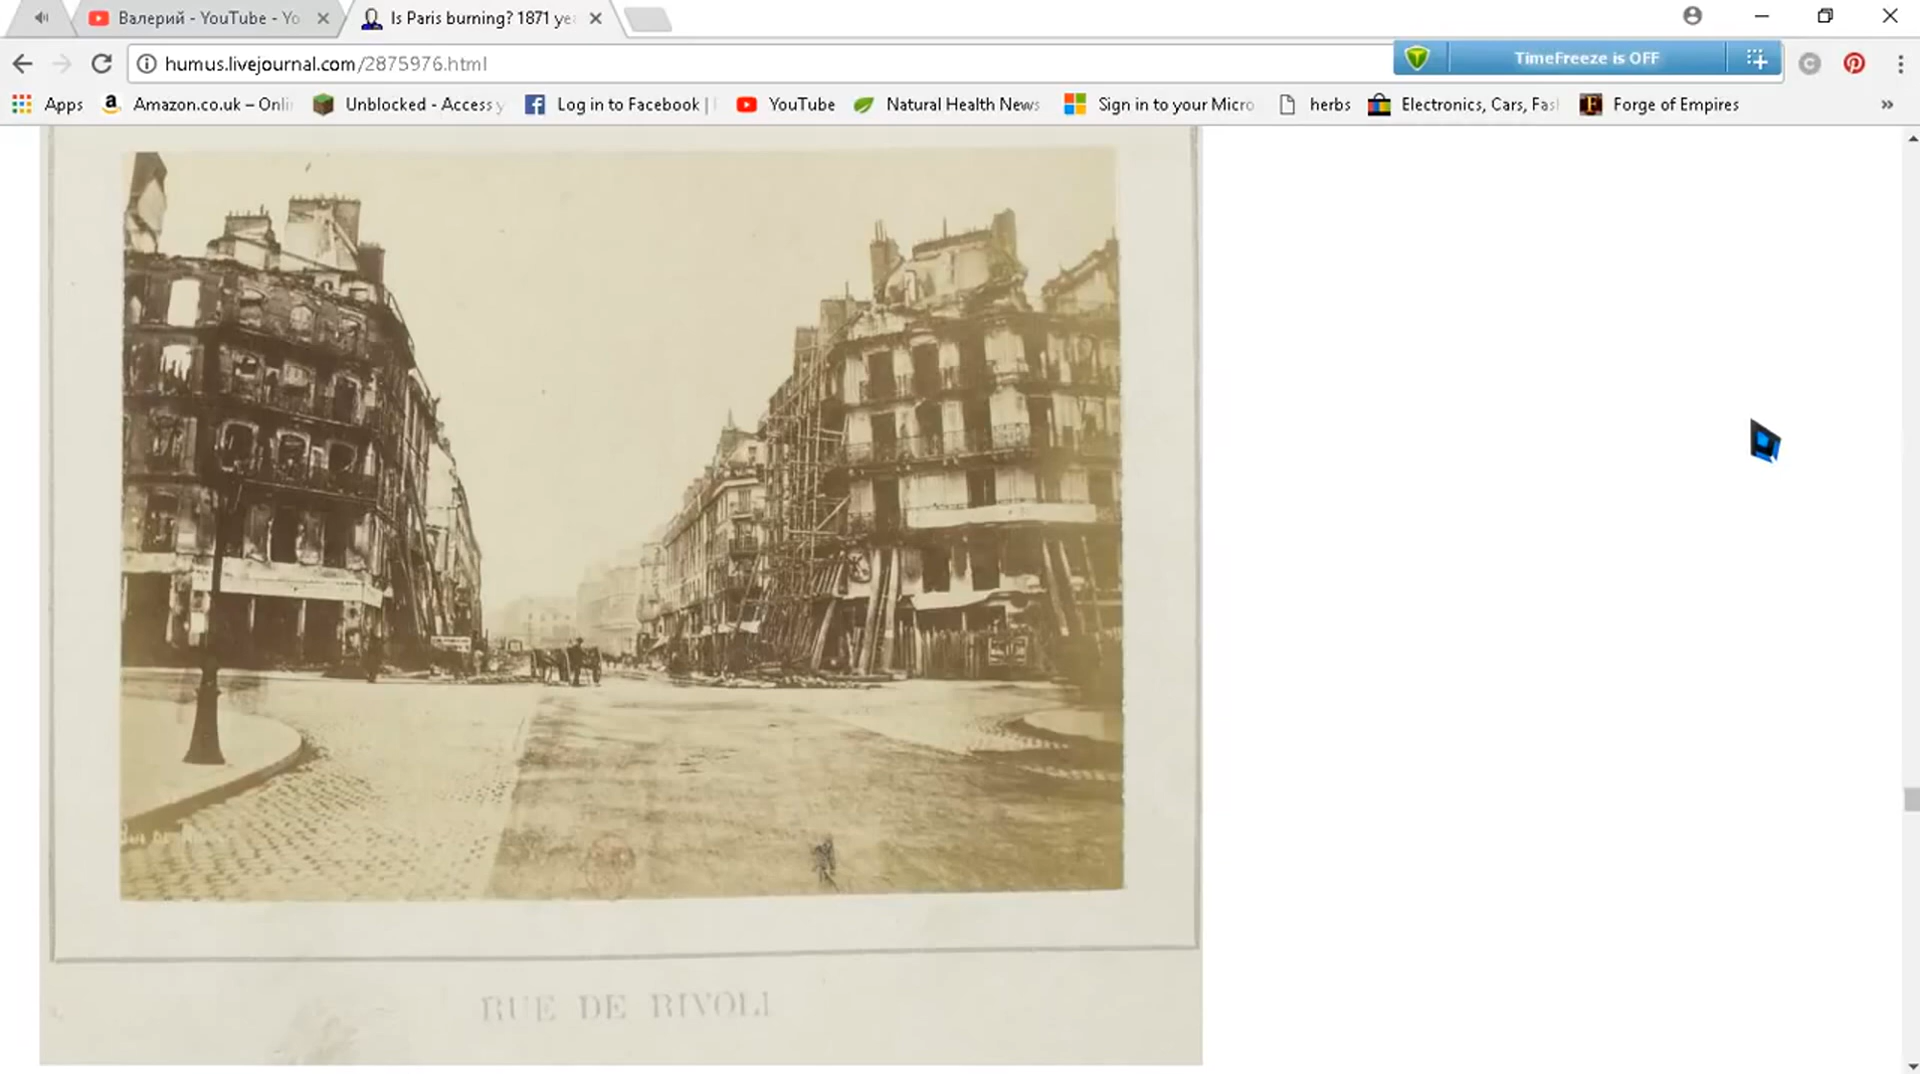 Валерий - YouTube - Yo
Is Paris burning? 1871 yea
humus.livejournal.com/2875976.html
TimeFreeze is OFF
Apps
Amazon.co.uk – Onli
Unblocked - Access y
Log in to Facebook |
YouTube
Natural Health News
Sign in to your Micro
herbs
Electronics, Cars, Fas
Forge of Empires
»
RUE DE RIVOLI